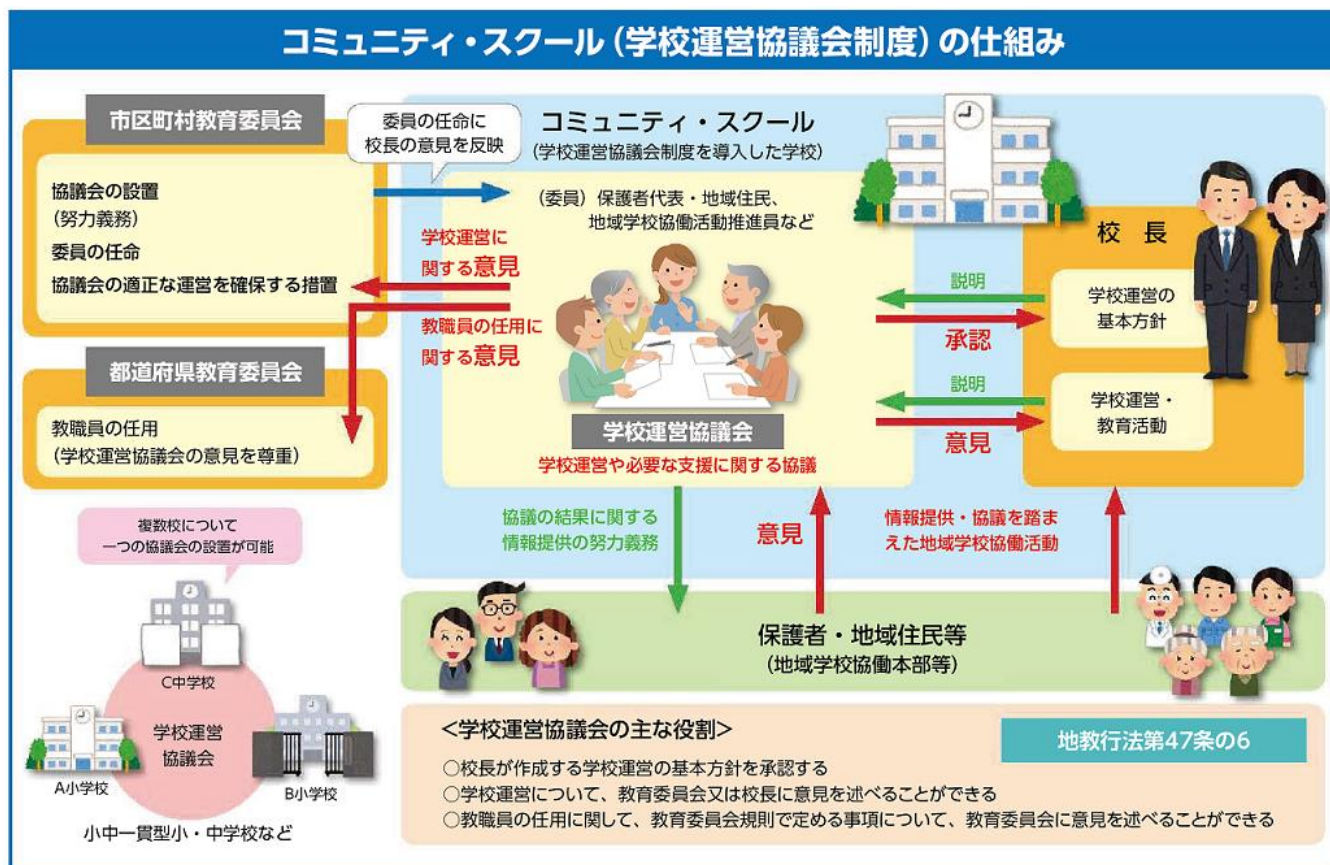 コミュニティ・スクール(学校運営協議会制度)の仕組み
市区町村教育委員会
協議会の設置
(努力義務)
委員の任命
協議会の適正な運営を確保する措置
委員の任命に
校長の意見を反映
学校運営に
関する意見
教職員の任用に
関する意見
都道府県教育委員会
教職員の任用
(学校運営協議会の意見を尊重)
コミュニティ・スクール
(学校運営協議会制度を導入した学校)
(委員)保護者代表・地域住民、
地域学校協働活動推進員など
学校運営協議会
学校運営や必要な支援に関する協議
校長
説明
承認
学校運営の
基本方針
説明
意見
学校運営・
教育活動
協議の結果に関する
情報提供の努力義務
意見
情報提供・協議を踏ま
えた地域学校協働活動
保護者・地域住民等
(地域学校協働本部等)
複数校について
一つの協議会の設置が可能
C中学校
学校運営
協議会
A小学校
B小学校
小中一貫型小・中学校など
<学校運営協議会の主な役割>
地教行法第47条の6
○校長が作成する学校運営の基本方針を承認する
○学校運営について、教育委員会又は校長に意見を述べることができる
○教職員の任用に関して、教育委員会規則で定める事項について、教育委員会に意見を述べることができる